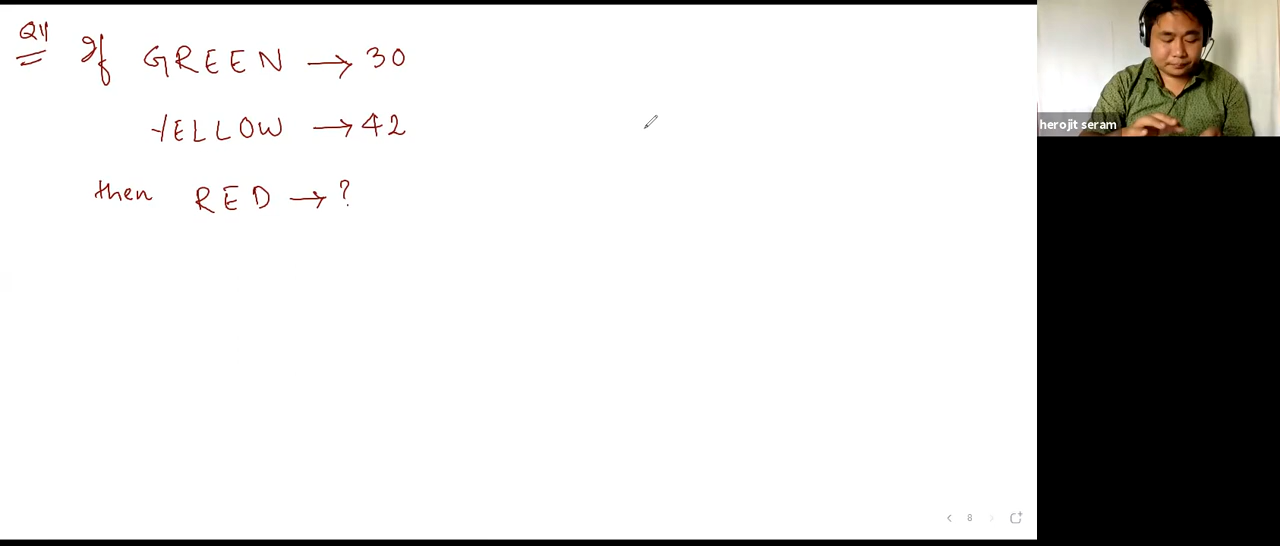 Q11 If GREEN → 30
YELLOW → 42
then RED → ?
herojit seram
8